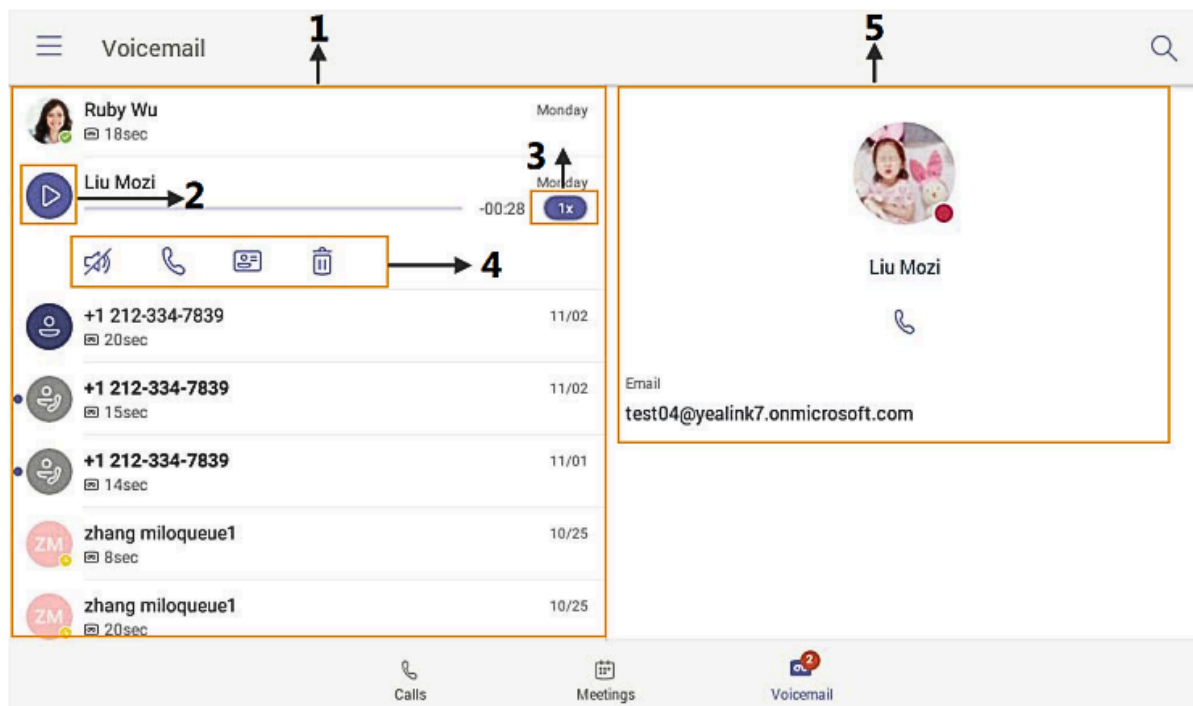 1
5
Voicemail
Ruby Wu
Monday
18sec
3
Liu Mozi
Monday
2
-00:28
1x
4
+1 212-334-7839
11/02
20sec
+1 212-334-7839
11/02
15sec
+1 212-334-7839
11/01
14sec
ZM
zhang miloqueue1
10/25
8sec
ZM
zhang miloqueue1
10/25
20sec
Liu Mozi
Email
test04@yealink7.onmicrosoft.com
Calls
Meetings
2
Voicemail